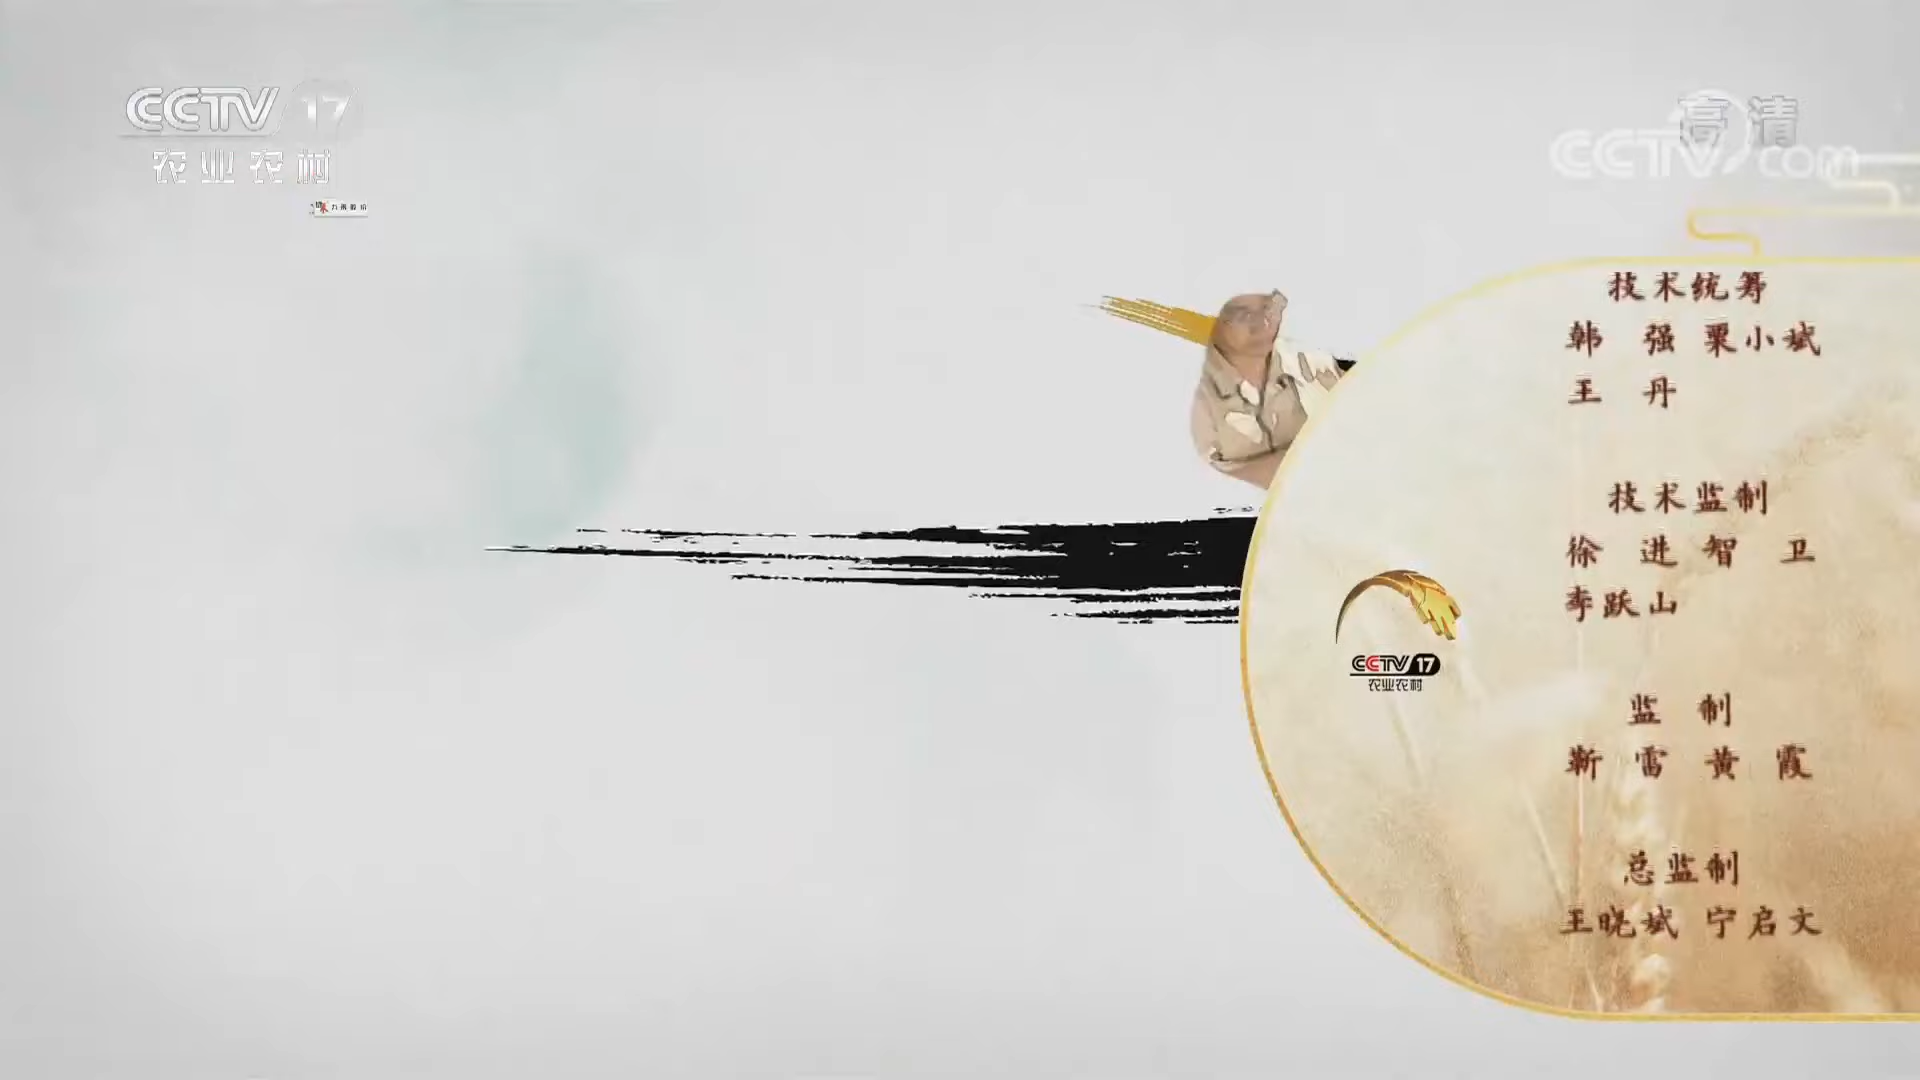 CCTV 17
农业农村
高清
CCTV.com
技术统筹
韩 强 栗小斌
王 丹
技术监制
徐 进 智 卫
李跃山
CCTV 17
农业农村
监 制
靳 雷 黄 霞
总监制
王晓斌 宁启文